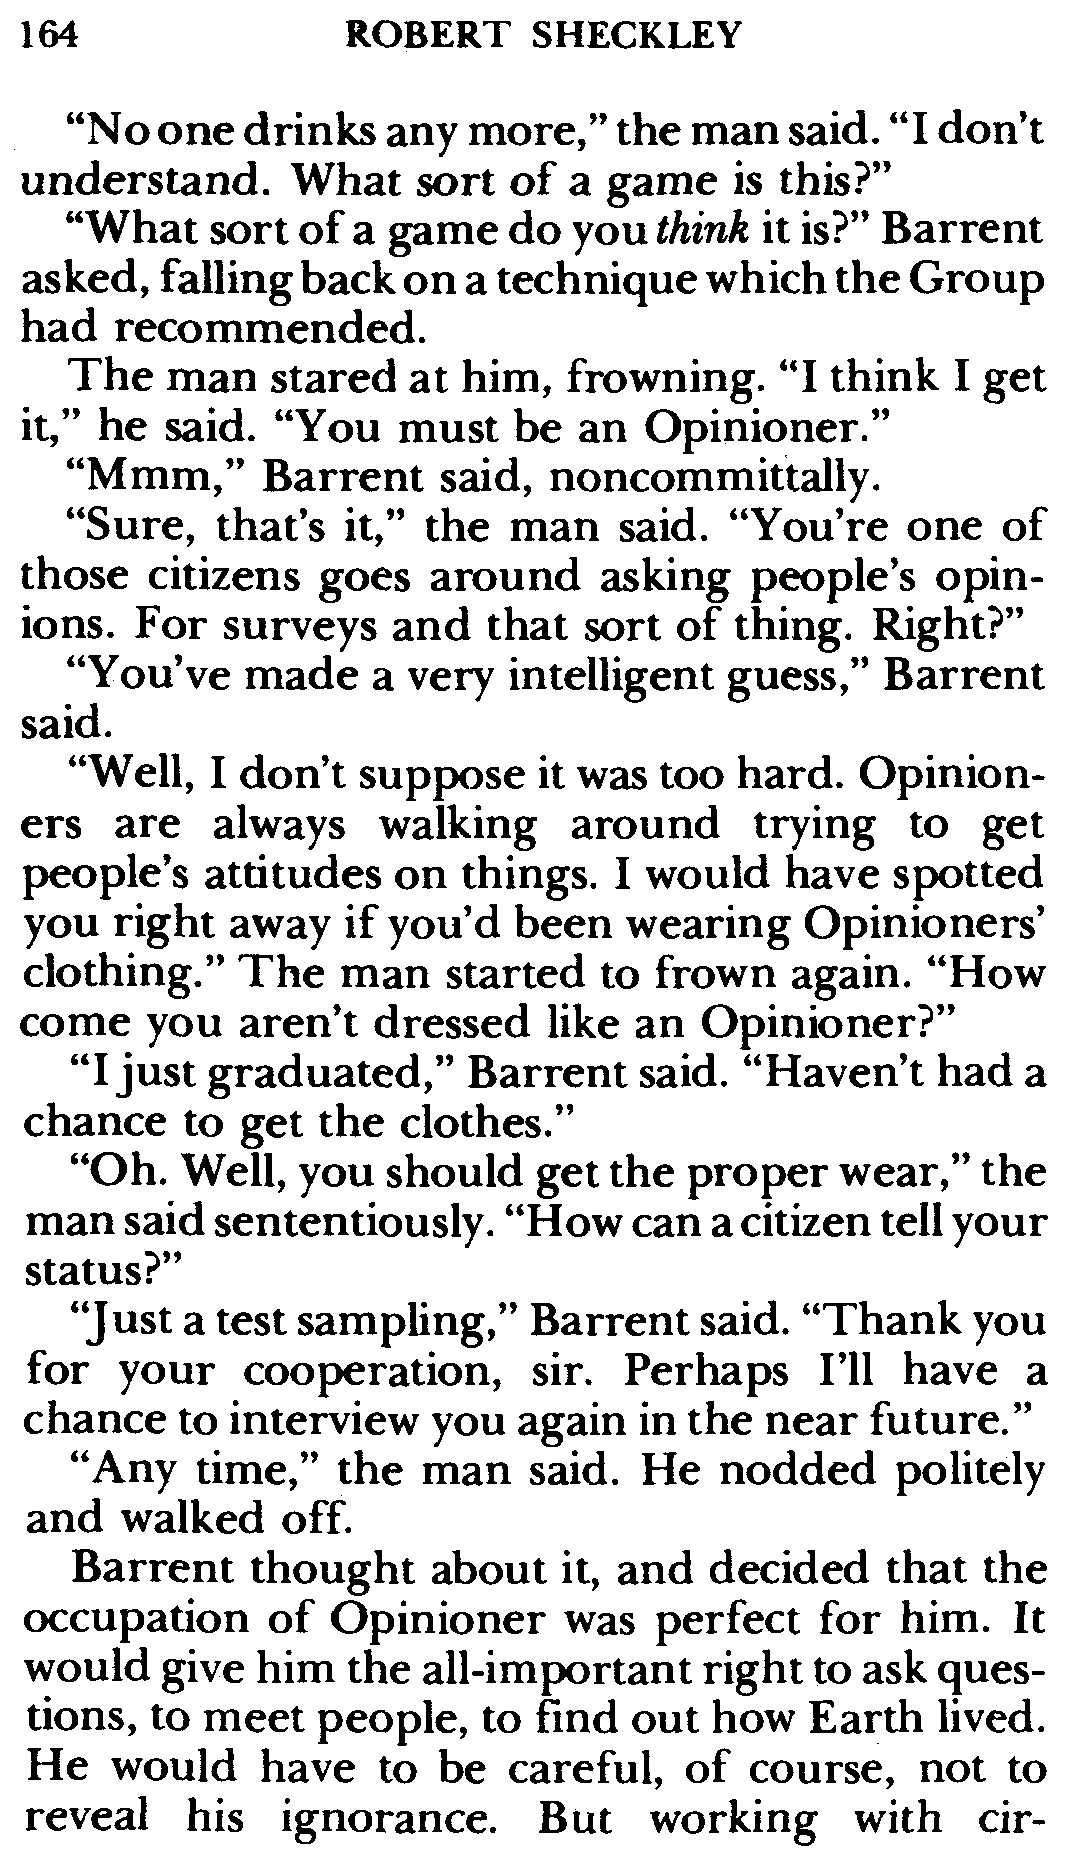 164 ROBERT SHECKLEY
“No one drinks any more,” the man said. “I don't
understand. What sort of a game is this?”
“What sort of a game do you think it is?” Barrent
asked, falling back on a technique which the Group
had recommended.
The man stared at him, frowning. “I think I get
it,” he said. “You must be an Opinioner.”
“Mmm,” Barrent said, noncommittally.
“Sure, that's it,” the man said. “You're one of
those citizens goes around asking people's opin-
ions. For surveys and that sort of thing. Right?”
“You've made a very intelligent guess,” Barrent
said.
“Well, I don't suppose it was too hard. Opinion-
ers are always walking around trying to get
people's attitudes on things. I would have spotted
you right away if you'd been wearing Opinioners'
clothing.” The man started to frown again. “How
come you aren't dressed like an Opinioner?”
“I just graduated,” Barrent said. “Haven't had a
chance to get the clothes.”
“Oh. Well, you should get the proper wear,” the
man said sententiously. “How can a citizen tell your
status?”
“Just a test sampling,” Barrent said. “Thank you
for your cooperation, sir. Perhaps I'll have a
chance to interview you again in the near future.”
“Any time,” the man said. He nodded politely
and walked off.
Barrent thought about it, and decided that the
occupation of Opinioner was perfect for him. It
would give him the all-important right to ask ques-
tions, to meet people, to find out how Earth lived.
He would have to be careful, of course, not to
reveal his ignorance. But working with cir-